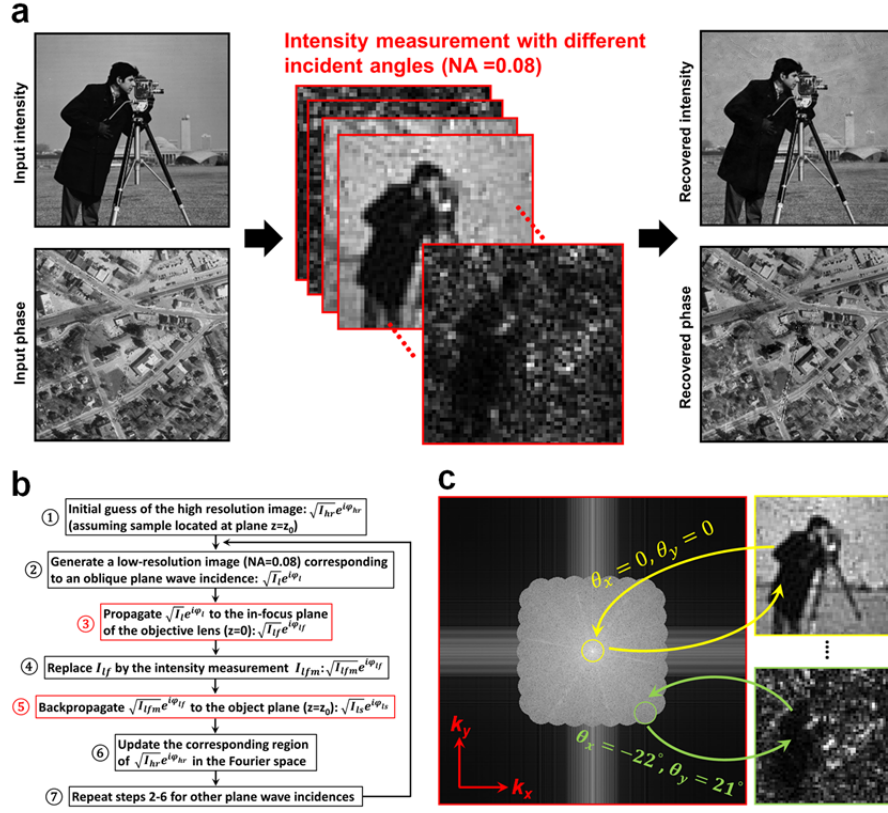 a
Intensity measurement with different
incident angles (NA =0.08)
Input intensity
Input phase
Recovered intensity
Recovered phase
b
① Initial guess of the high resolution image: √I_hr e^{iφ_hr}
(assuming sample located at plane z=z₀)
② Generate a low-resolution image (NA=0.08) corresponding
to an oblique plane wave incidence: √I_l e^{iφ_l}
③ Propagate √I_l e^{iφ_l} to the in-focus plane
of the objective lens (z=0): √I_lf e^{iφ_lf}
④ Replace I_lf by the intensity measurement I_lfm: √I_lfm e^{iφ_lf}
⑤ Backpropagate √I_lfm e^{iφ_lf} to the object plane (z=z₀): √I_ls e^{iφ_ls}
⑥ Update the corresponding region
of √I_hr e^{iφ_hr} in the Fourier space
⑦ Repeat steps 2-6 for other plane wave incidences
c
θ_x = 0, θ_y = 0
θ_x = −22°, θ_y = 21°
k_y
k_x